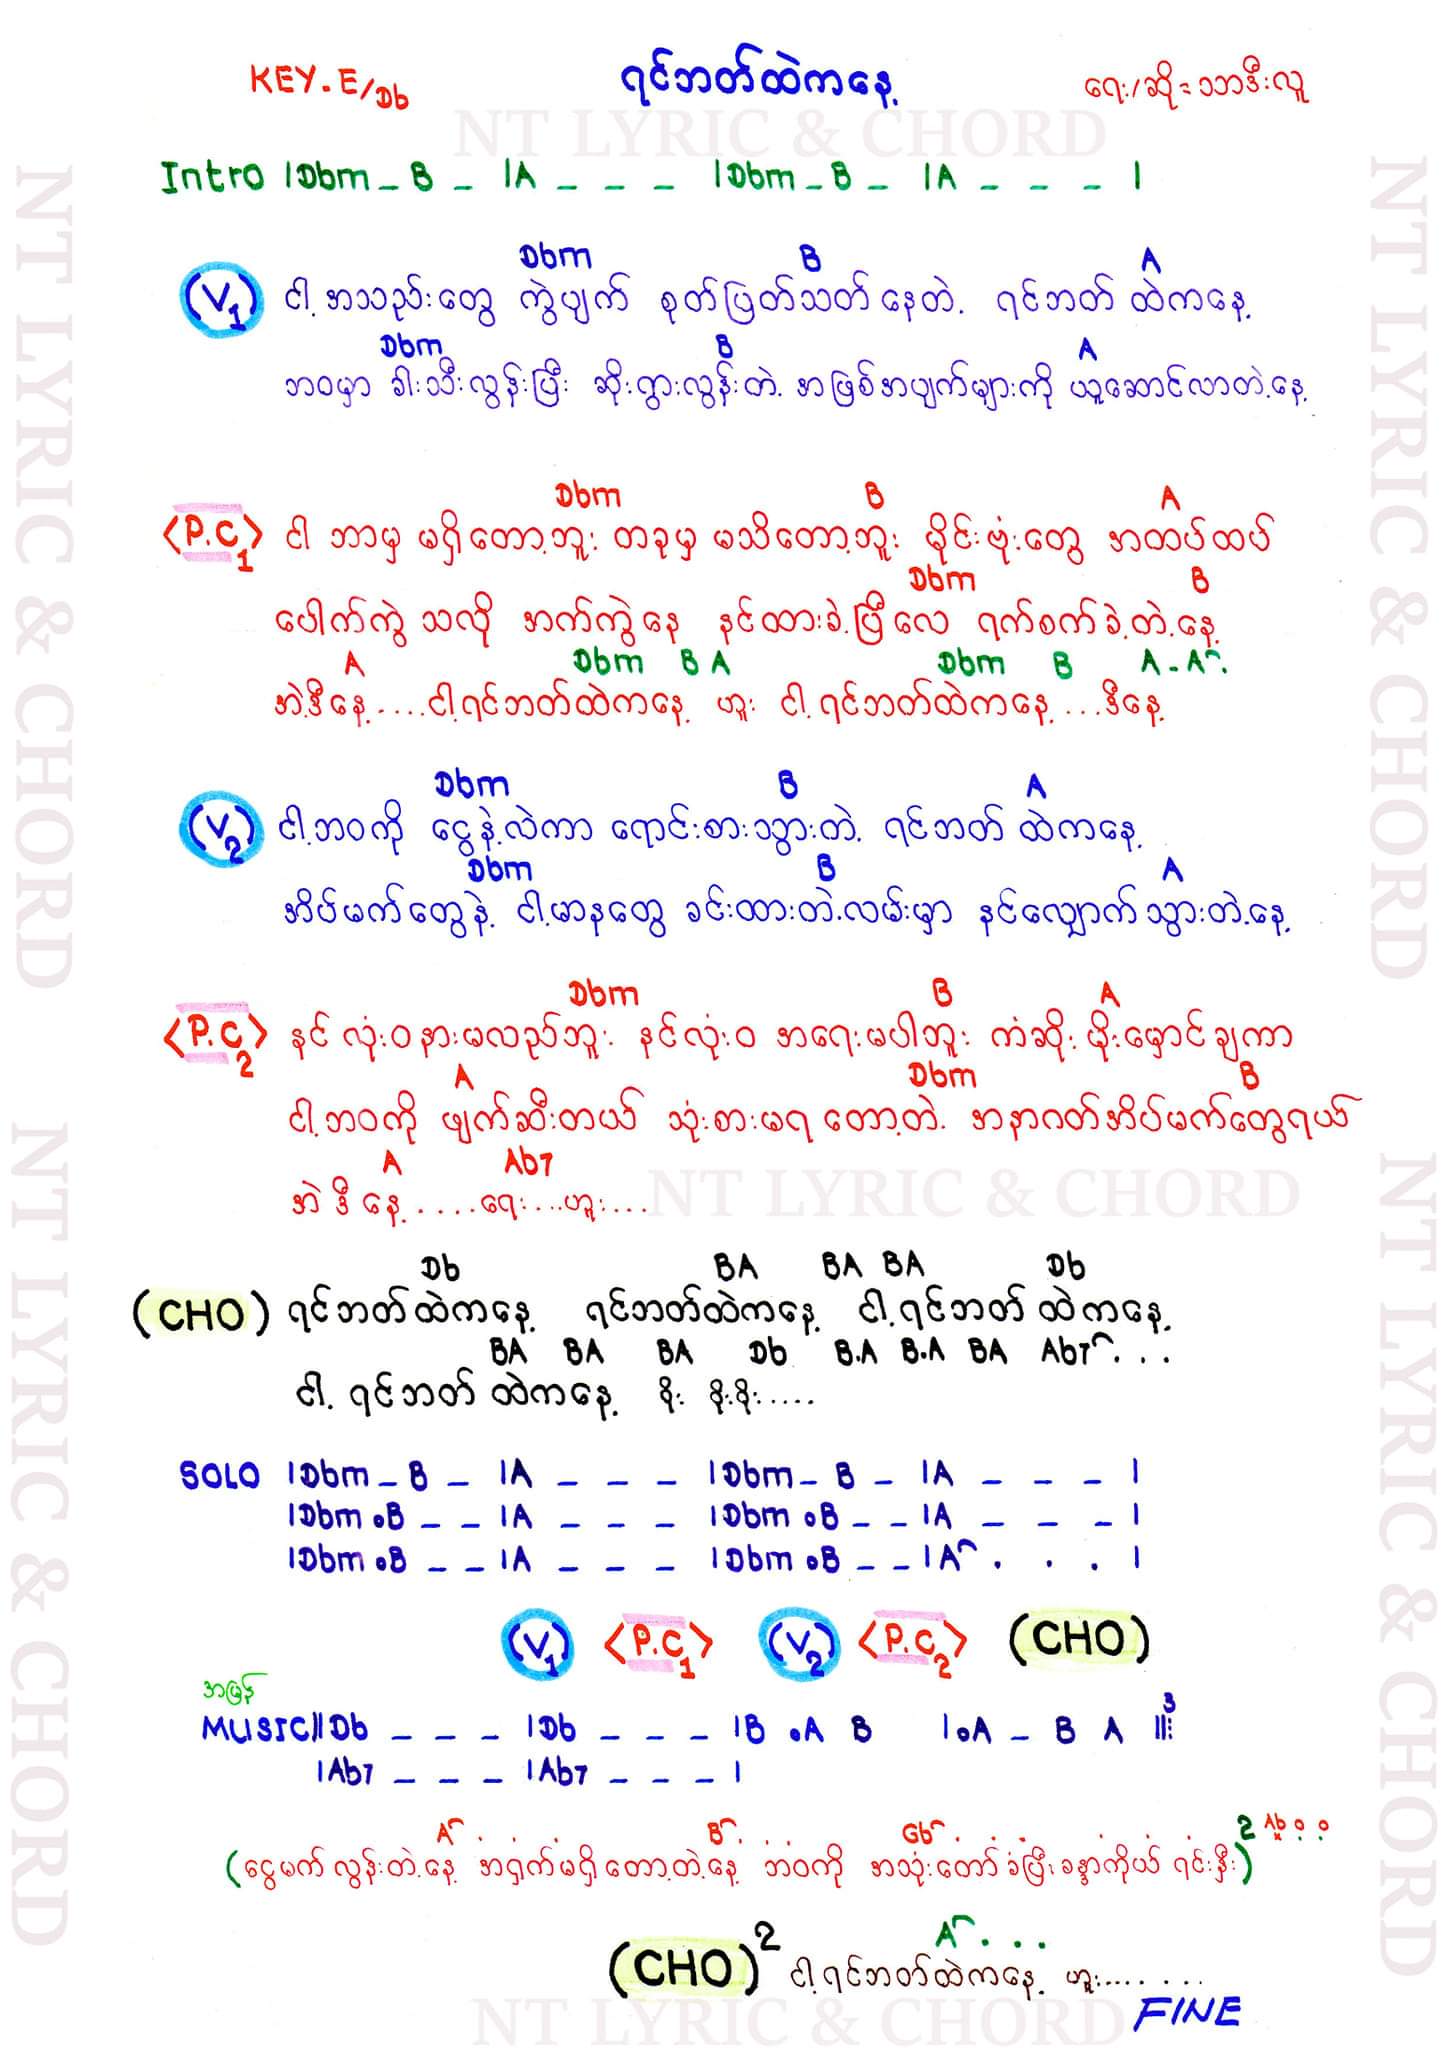 KEY.E/Db ရင်ဘတ်ထဲကနေ့ ရေး/ဆို = သာဒီးလူ
NT LYRIC & CHORD
Intro |Dbm _ B _ |A _ _ _ |Dbm _ B _ |A _ _ _ |
Dbm B A
(V1) ငါ့ အသည်းတွေ ကွဲပျက် စုတ်ပြတ်သတ်နေတဲ့ ရင်ဘတ် ထဲကနေ့
Dbm B A
ဘဝမှာ ခါးသီးလွန်းပြီး ဆိုးရွားလွန်းတဲ့ အဖြစ်အပျက်များကို ယူဆောင်လာတဲ့နေ့
Dbm B A
<P.C1> ငါ ဘာမှ မရှိတော့ဘူး တခုမှ မသိတော့ဘူး မိုင်းဗုံးတွေ အထပ်ထပ်
Dbm B
ပေါက်ကွဲ သလို အက်ကွဲနေ နင်ထားခဲ့ပြီလေ ရက်စက်ခဲ့တဲ့နေ့
A Dbm B A Dbm B A - A . .
အဲ့ဒီနေ့....ငါ့ရင်ဘတ်ထဲကနေ့ ဟူး ငါ့ရင်ဘတ်ထဲကနေ့ ...ဒီနေ့
Dbm B A
(V2) ငါ့ဘဝကို ငွေနဲ့လဲကာ ရောင်းစားသွားတဲ့ ရင်ဘတ် ထဲကနေ့
Dbm B A
အိပ်မက်တွေနဲ့ ငါ့မာနတွေ ခင်းထားတဲ့လမ်းမှာ နင်လျှောက်သွားတဲ့နေ့
Dbm B A
<P.C2> နင် လုံးဝနားမလည်ဘူး နင်လုံးဝ အရေးမပါဘူး ကံဆိုးမိုးမှောင်ချကာ
A Dbm B
ငါ့ဘဝကို ဖျက်ဆီးတယ် သုံးစားမရတော့တဲ့ အနာဂတ်အိပ်မက်တွေရယ်
A Ab7
အဲဒီနေ့ ....ရေး...ဟူး...
NT LYRIC & CHORD
Db BA BA BA Db
(CHO) ရင်ဘတ်ထဲကနေ့ ရင်ဘတ်ထဲကနေ့ ငါ့ရင်ဘတ် ထဲကနေ့
BA BA BA Db B.A B.A BA Ab7 . . .
ငါ့ ရင်ဘတ် ထဲကနေ့
SOLO |Dbm _ B _ |A _ _ _ |Dbm _ B _ |A _ _ _ |
|Dbm .B _ _ |A _ _ _ |Dbm .B _ _ |A _ _ _ |
|Dbm .B _ _ |A _ _ _ |Dbm .B _ _ |A . . . |
(V1) <P.C1> (V2) <P.C2> (CHO)
အမြန်
MUSIC||Db _ _ _ |Db _ _ _ |B .A B |.A _ B A ||: 3
|Ab7 _ _ _ |Ab7 _ _ _ |
A . . . B . . . Gb . . . 2 Ab
(ငွေမက်လွန်းတဲ့နေ့ အရှက်မရှိတော့တဲ့နေ့ ဘဝကို အသုံးတော်ခံပြီး ခန္ဓာကိုယ် ရင်းနှီး)
A . . .
(CHO)2 ငါ့ရင်ဘတ်ထဲကနေ့ ဟူး.......
FINE
NT LYRIC & CHORD
NT LYRIC & CHORD
NT LYRIC & CHORD
NT LYRIC & CHORD
NT LYRIC & CHORD